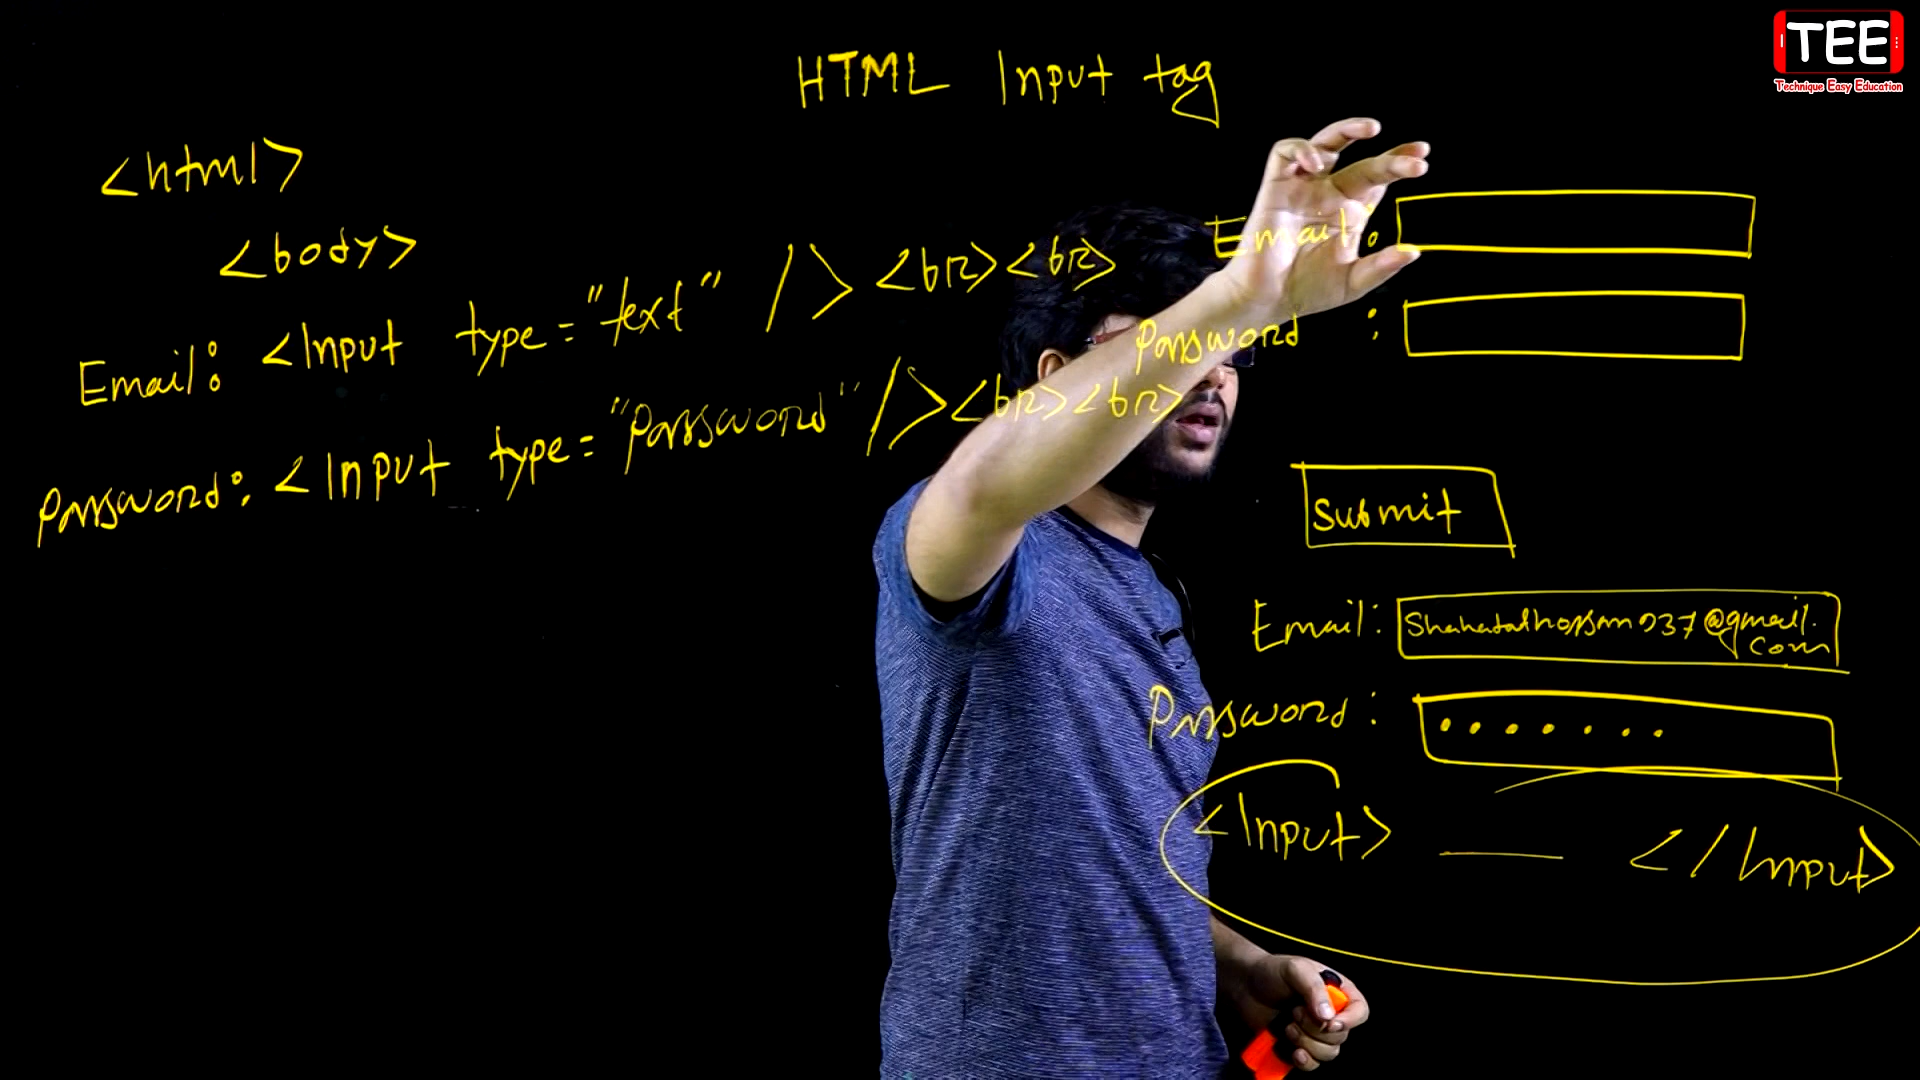 TEE
Technique Easy Education
HTML Input tag
<html>
<body>
Email: <Input type="text" /> <br><br>
Password: <Input type="Password" /> <br><br>
Email:
Password :
Submit
Email: @gmail.com
Password:
<Input> — </Input>